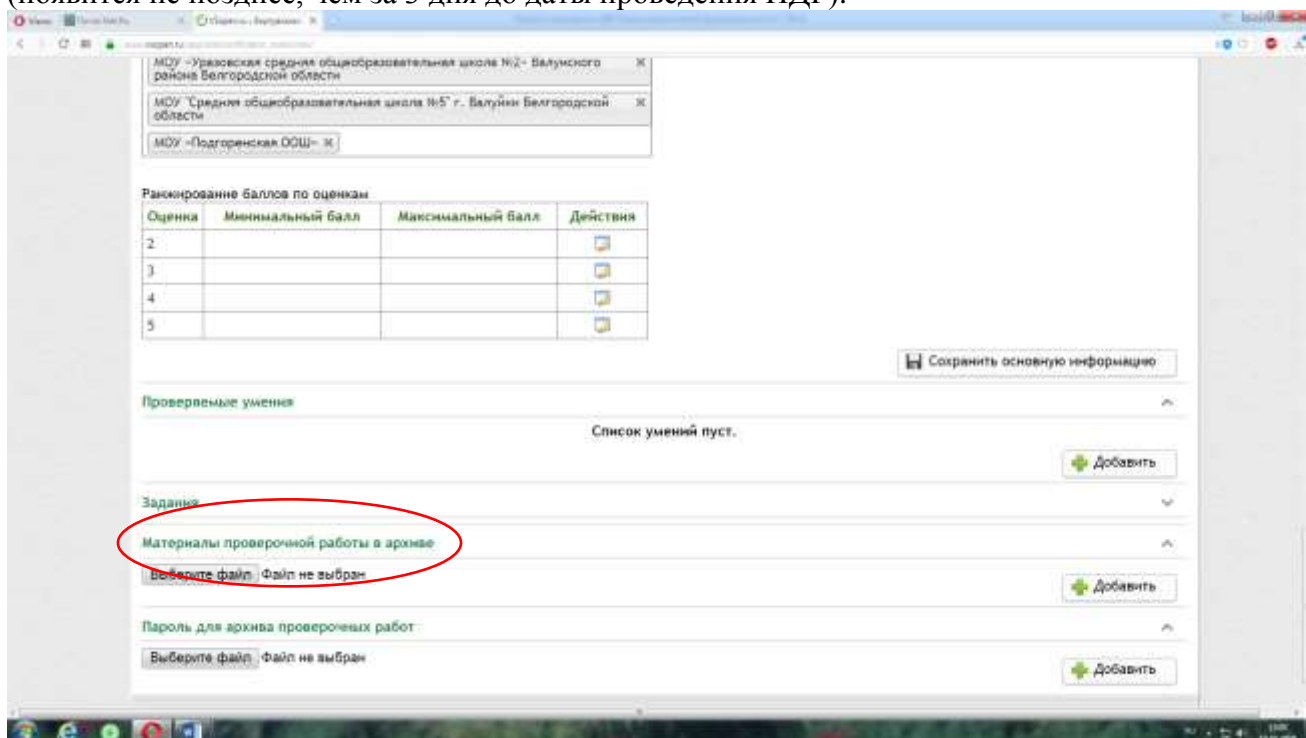 (появится не позднее, чем за 3 дня до даты проведения
МОУ «Уразовская средняя общеобразовательная школа №2» Валуйского
района Белгородской области
МОУ "Средняя общеобразовательная школа №5" г. Валуйки Белгородской
области
МОУ «Подгоренская ООШ»
Ранжирование баллов по оценкам
Оценка Минимальный балл Максимальный балл Действия
2
3
4
5
Сохранить основную информацию
Проверяемые умения
Список умений пуст.
Добавить
Задания
Материалы проверочной работы в архиве
Выберите файл Файл не выбран
Добавить
Пароль для архива проверочных работ
Выберите файл Файл не выбран
Добавить